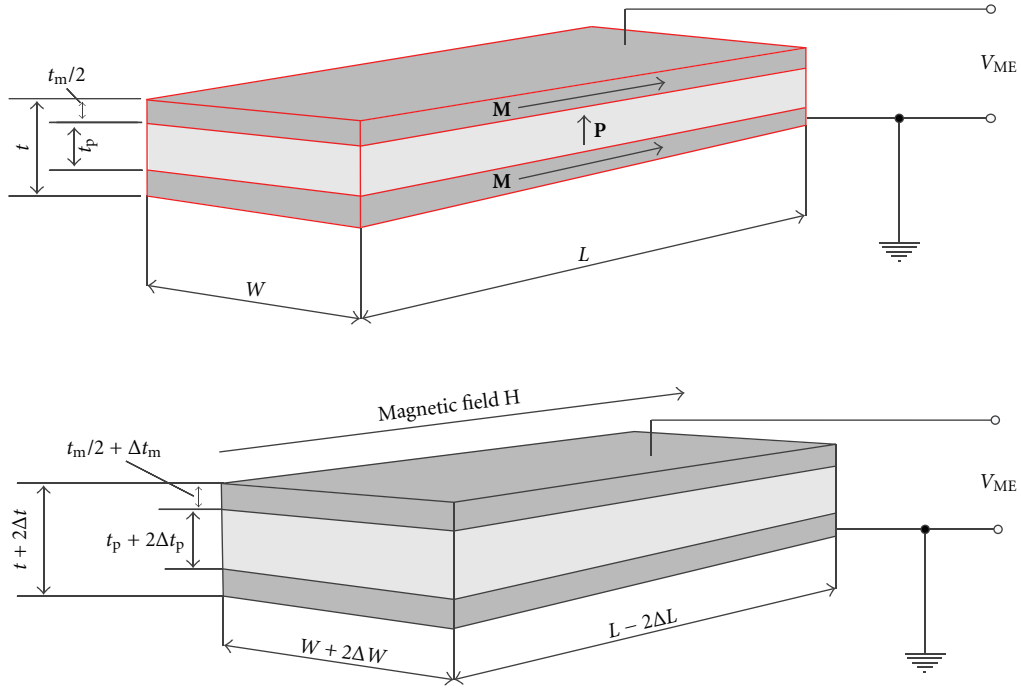 t_m/2
V_ME
M
t
t_p
P
M
L
W
Magnetic field H
t_m/2 + Δt_m
V_ME
t + 2Δt
t_p + 2Δt_p
L − 2ΔL
W + 2ΔW